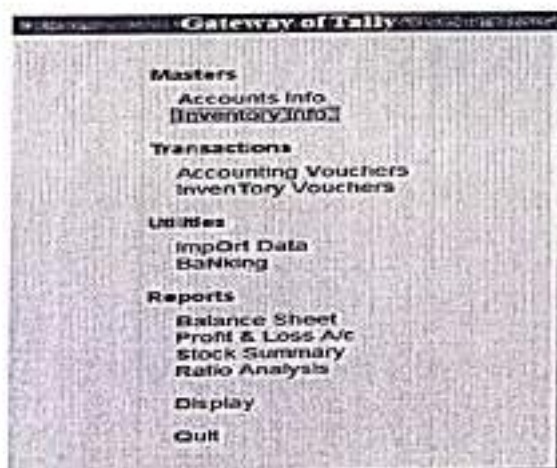 Gateway of Tally
Masters
Accounts Info.
Inventory Info.
Transactions
Accounting Vouchers
InvenTory Vouchers
Utilities
ImpOrt Data
BaNking
Reports
Balance Sheet
Profit & Loss A/c
Stock Summary
Ratio Analysis
Display
Quit